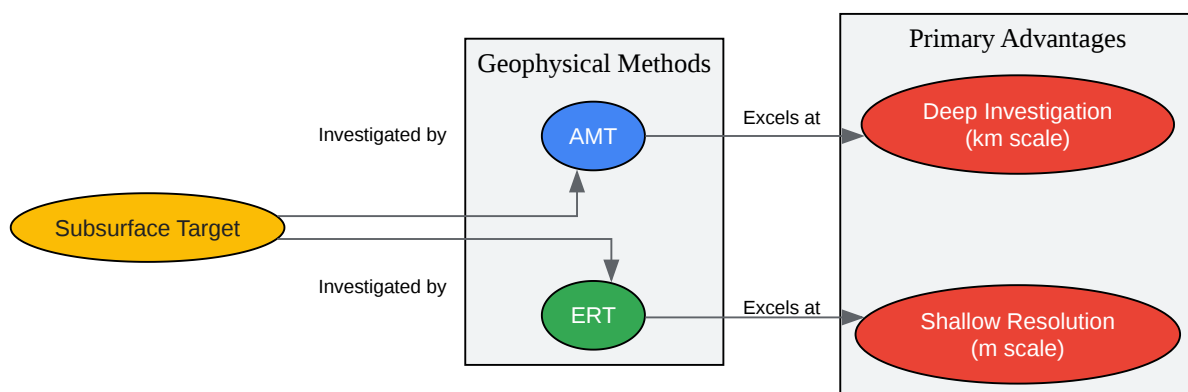 Primary Advantages
Geophysical Methods
Deep Investigation
(km scale)
Excels at
AMT
Investigated by
Subsurface Target
Investigated by
ERT
Excels at
Shallow Resolution
(m scale)